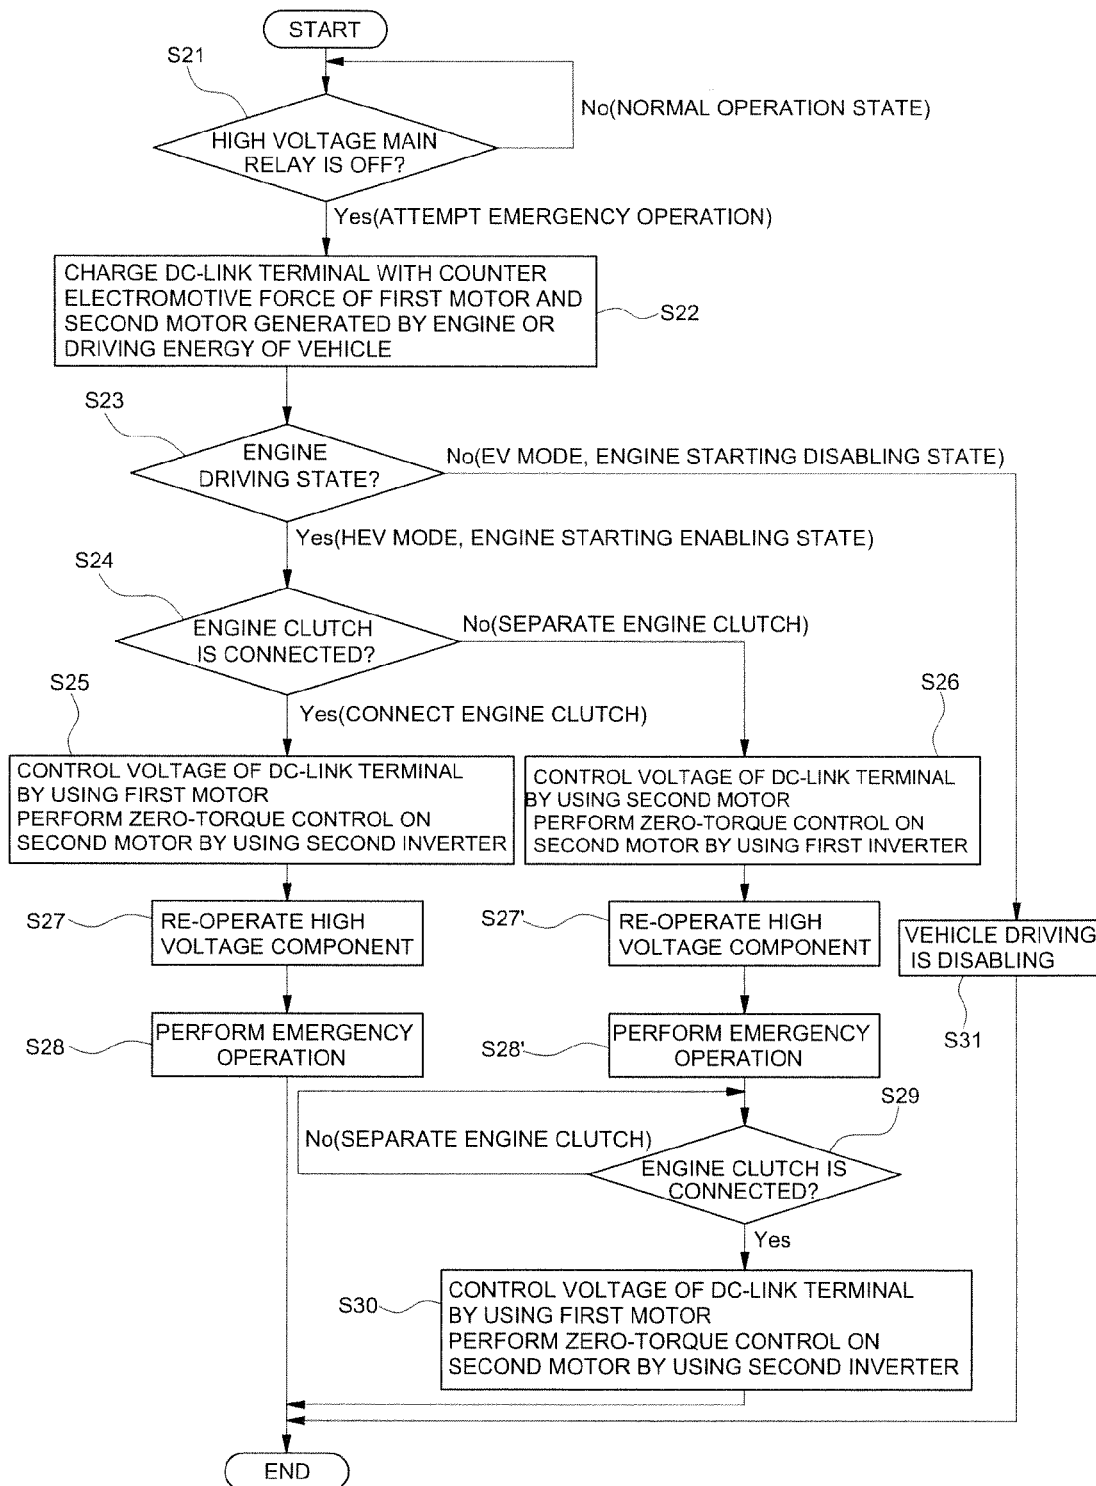 START
S21
No(NORMAL OPERATION STATE)
HIGH VOLTAGE MAIN
RELAY IS OFF?
Yes(ATTEMPT EMERGENCY OPERATION)
CHARGE DC-LINK TERMINAL WITH COUNTER
ELECTROMOTIVE FORCE OF FIRST MOTOR AND
SECOND MOTOR GENERATED BY ENGINE OR
DRIVING ENERGY OF VEHICLE
S22
S23
ENGINE
DRIVING STATE?
No(EV MODE, ENGINE STARTING DISABLING STATE)
Yes(HEV MODE, ENGINE STARTING ENABLING STATE)
S24
ENGINE CLUTCH
IS CONNECTED?
No(SEPARATE ENGINE CLUTCH)
S25
Yes(CONNECT ENGINE CLUTCH)
S26
CONTROL VOLTAGE OF DC-LINK TERMINAL
BY USING FIRST MOTOR
PERFORM ZERO-TORQUE CONTROL ON
SECOND MOTOR BY USING SECOND INVERTER
CONTROL VOLTAGE OF DC-LINK TERMINAL
BY USING SECOND MOTOR
PERFORM ZERO-TORQUE CONTROL ON
SECOND MOTOR BY USING FIRST INVERTER
S27
RE-OPERATE HIGH
VOLTAGE COMPONENT
S27'
RE-OPERATE HIGH
VOLTAGE COMPONENT
VEHICLE DRIVING
IS DISABLING
S31
S28
PERFORM EMERGENCY
OPERATION
S28'
PERFORM EMERGENCY
OPERATION
S29
No(SEPARATE ENGINE CLUTCH)
ENGINE CLUTCH IS
CONNECTED?
Yes
S30
CONTROL VOLTAGE OF DC-LINK TERMINAL
BY USING FIRST MOTOR
PERFORM ZERO-TORQUE CONTROL ON
SECOND MOTOR BY USING SECOND INVERTER
END